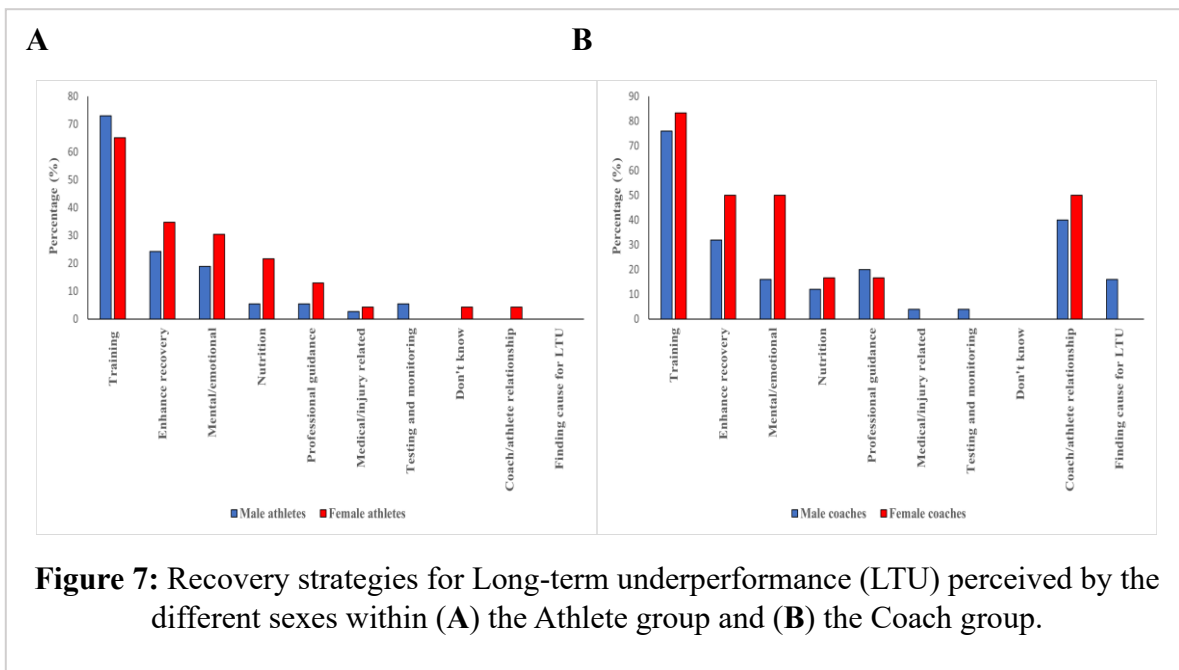 A
B
80
70
60
50
40
30
20
10
0
Percentage (%)
Training
Enhance recovery
Mental/emotional
Nutrition
Professional guidance
Medical/injury related
Testing and monitoring
Don't know
Coach/athlete relationship
Finding cause for LTU
Male athletes Female athletes
90
80
70
60
50
40
30
20
10
0
Percentage (%)
Training
Enhance recovery
Mental/emotional
Nutrition
Professional guidance
Medical/injury related
Testing and monitoring
Don't know
Coach/athlete relationship
Finding cause for LTU
Male coaches Female coaches
Figure 7: Recovery strategies for Long-term underperformance (LTU) perceived by the
different sexes within (A) the Athlete group and (B) the Coach group.